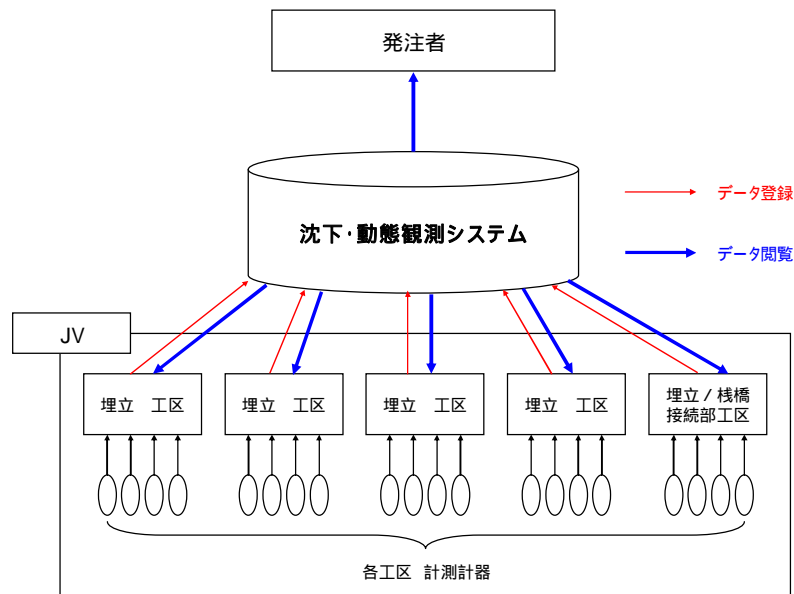 発注者
沈下・動態観測システム
データ登録
データ閲覧
JV
埋立　工区
埋立　工区
埋立　工区
埋立　工区
埋立 / 桟橋
接続部工区
各工区　計測計器